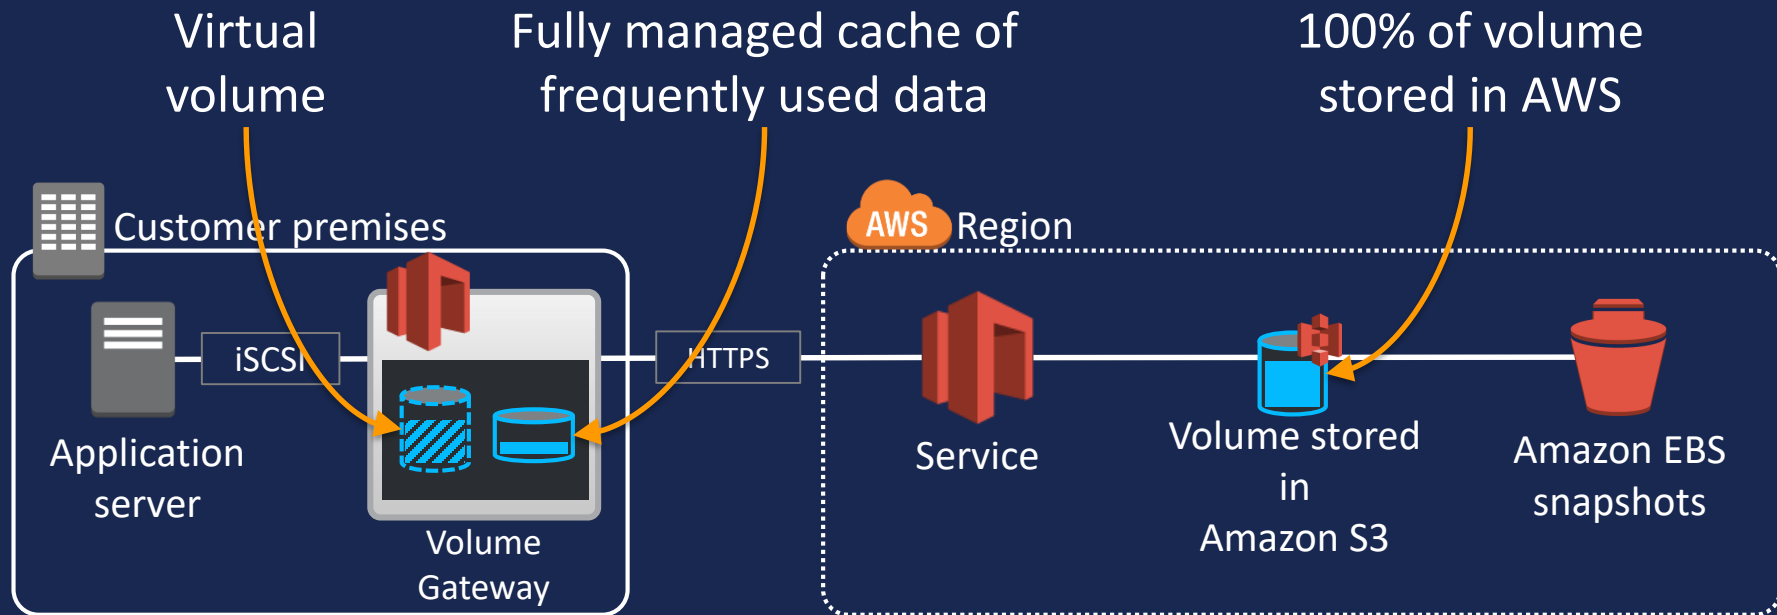 Virtual
volume
Fully managed cache of
frequently used data
100% of volume
stored in AWS
Customer premises
AWS Region
iSCSI
HTTPS
Application
server
Volume
Gateway
Service
Volume stored
in
Amazon S3
Amazon EBS
snapshots